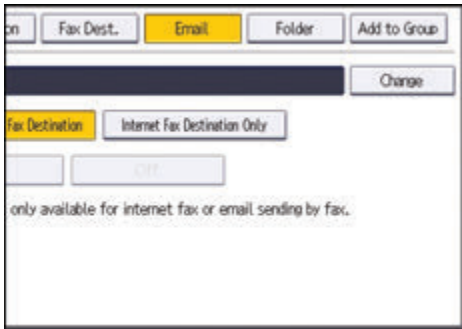 on Fax Dest. Email Folder Add to Group
Change
Fax Destination Internet Fax Destination Only
Off
only available for internet fax or email sending by fax.